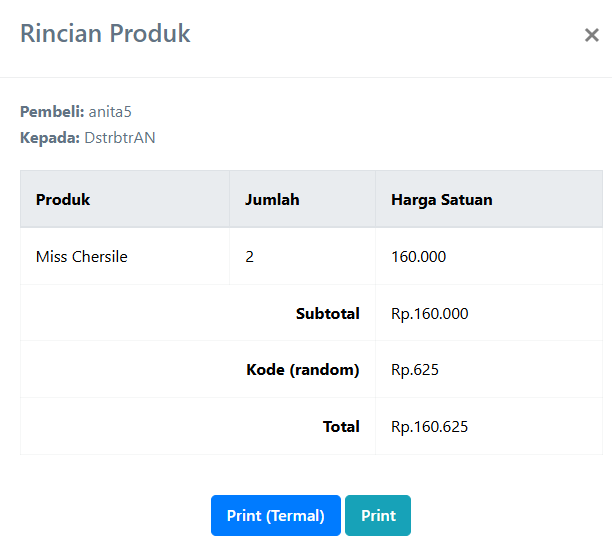 Rincian Produk ×
Pembeli: anita5
Kepada: DstrbtrAN
Produk Jumlah Harga Satuan
Miss Chersile 2 160.000
Subtotal Rp.160.000
Kode (random) Rp.625
Total Rp.160.625
Print (Termal) Print